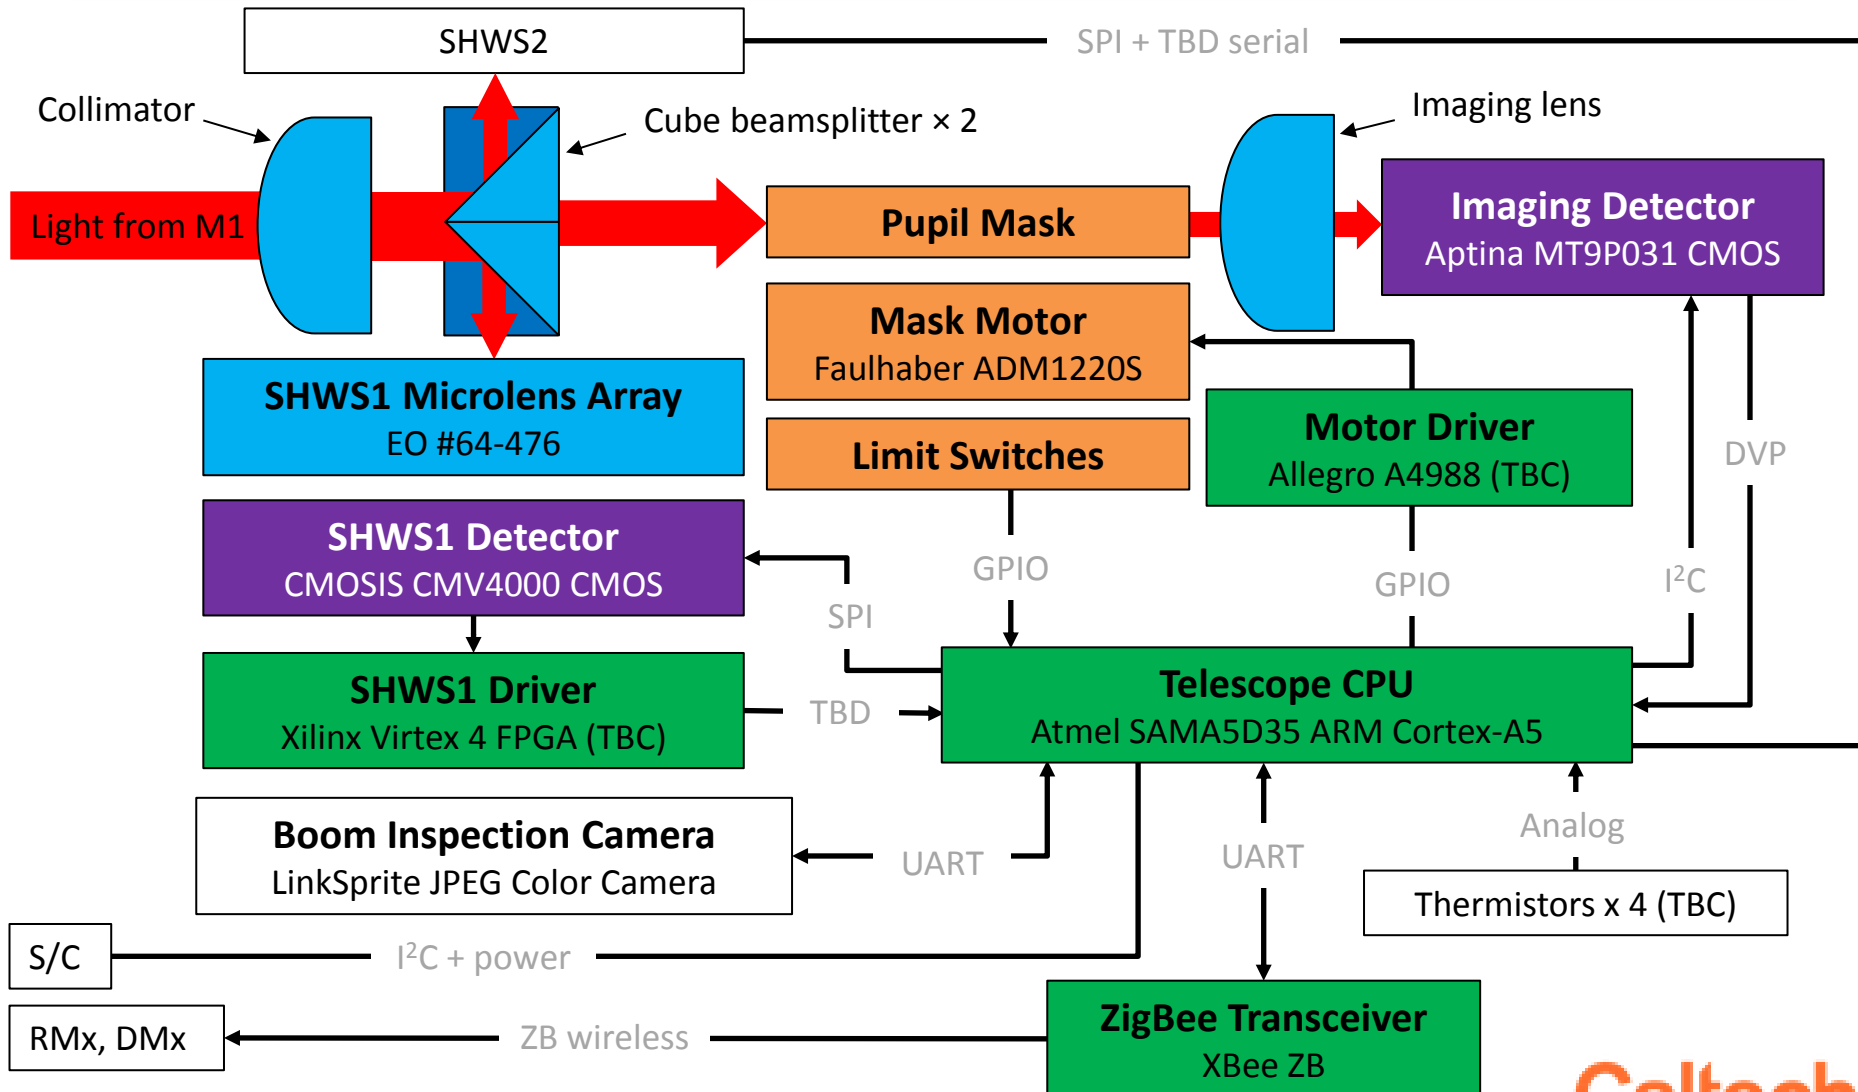 SHWS2
SPI + TBD serial
Collimator
Cube beamsplitter × 2
Imaging lens
Light from M1
Pupil Mask
Imaging Detector
Aptina MT9P031 CMOS
Mask Motor
Faulhaber ADM1220S
SHWS1 Microlens Array
EO #64-476
Motor Driver
Allegro A4988 (TBC)
Limit Switches
DVP
SHWS1 Detector
CMOSIS CMV4000 CMOS
GPIO
GPIO
I²C
SPI
SHWS1 Driver
Xilinx Virtex 4 FPGA (TBC)
TBD
Telescope CPU
Atmel SAMA5D35 ARM Cortex-A5
Boom Inspection Camera
LinkSprite JPEG Color Camera
UART
UART
Analog
Thermistors x 4 (TBC)
S/C
I²C + power
RMx, DMx
ZB wireless
ZigBee Transceiver
XBee ZB
Caltech